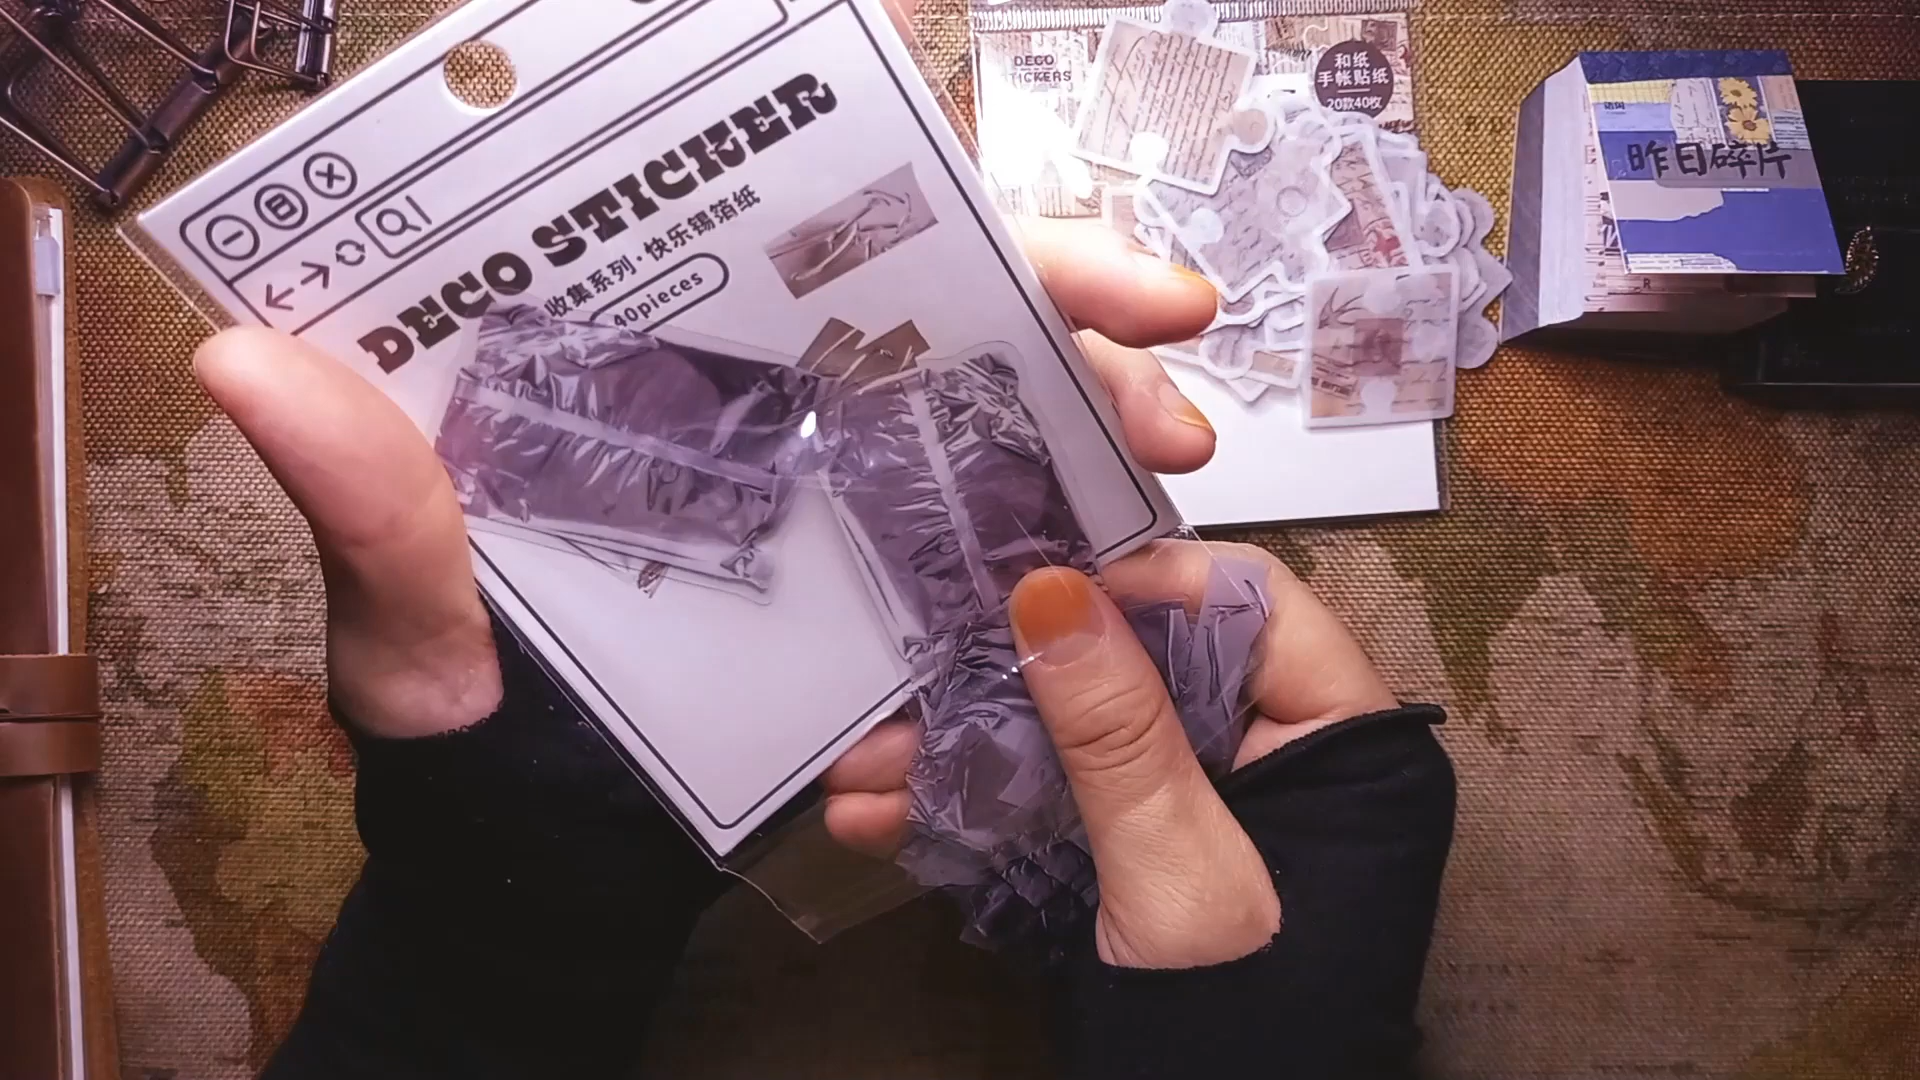 DECO STICKER
收集系列·快乐锡箔纸
40pieces
DECO
STICKERS
和纸
手帐贴纸
20款40枚
昨日碎片